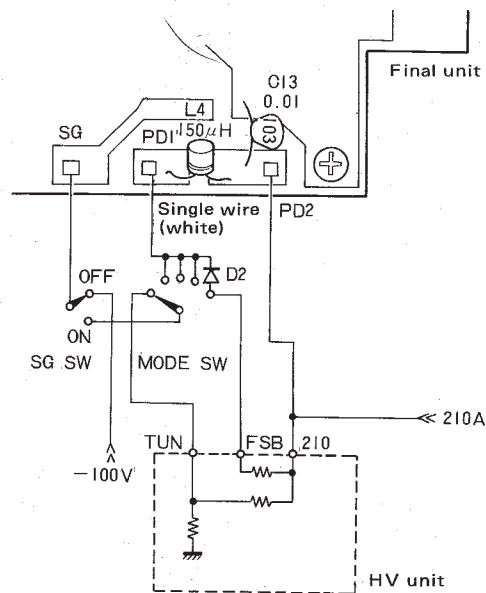 Final unit
C13
0.01
103
L4
150μH
SG
PD1
PD2
Single wire
(white)
OFF
D2
ON
SG SW
MODE SW
210A
TUN
FSB
210
−100V
HV unit